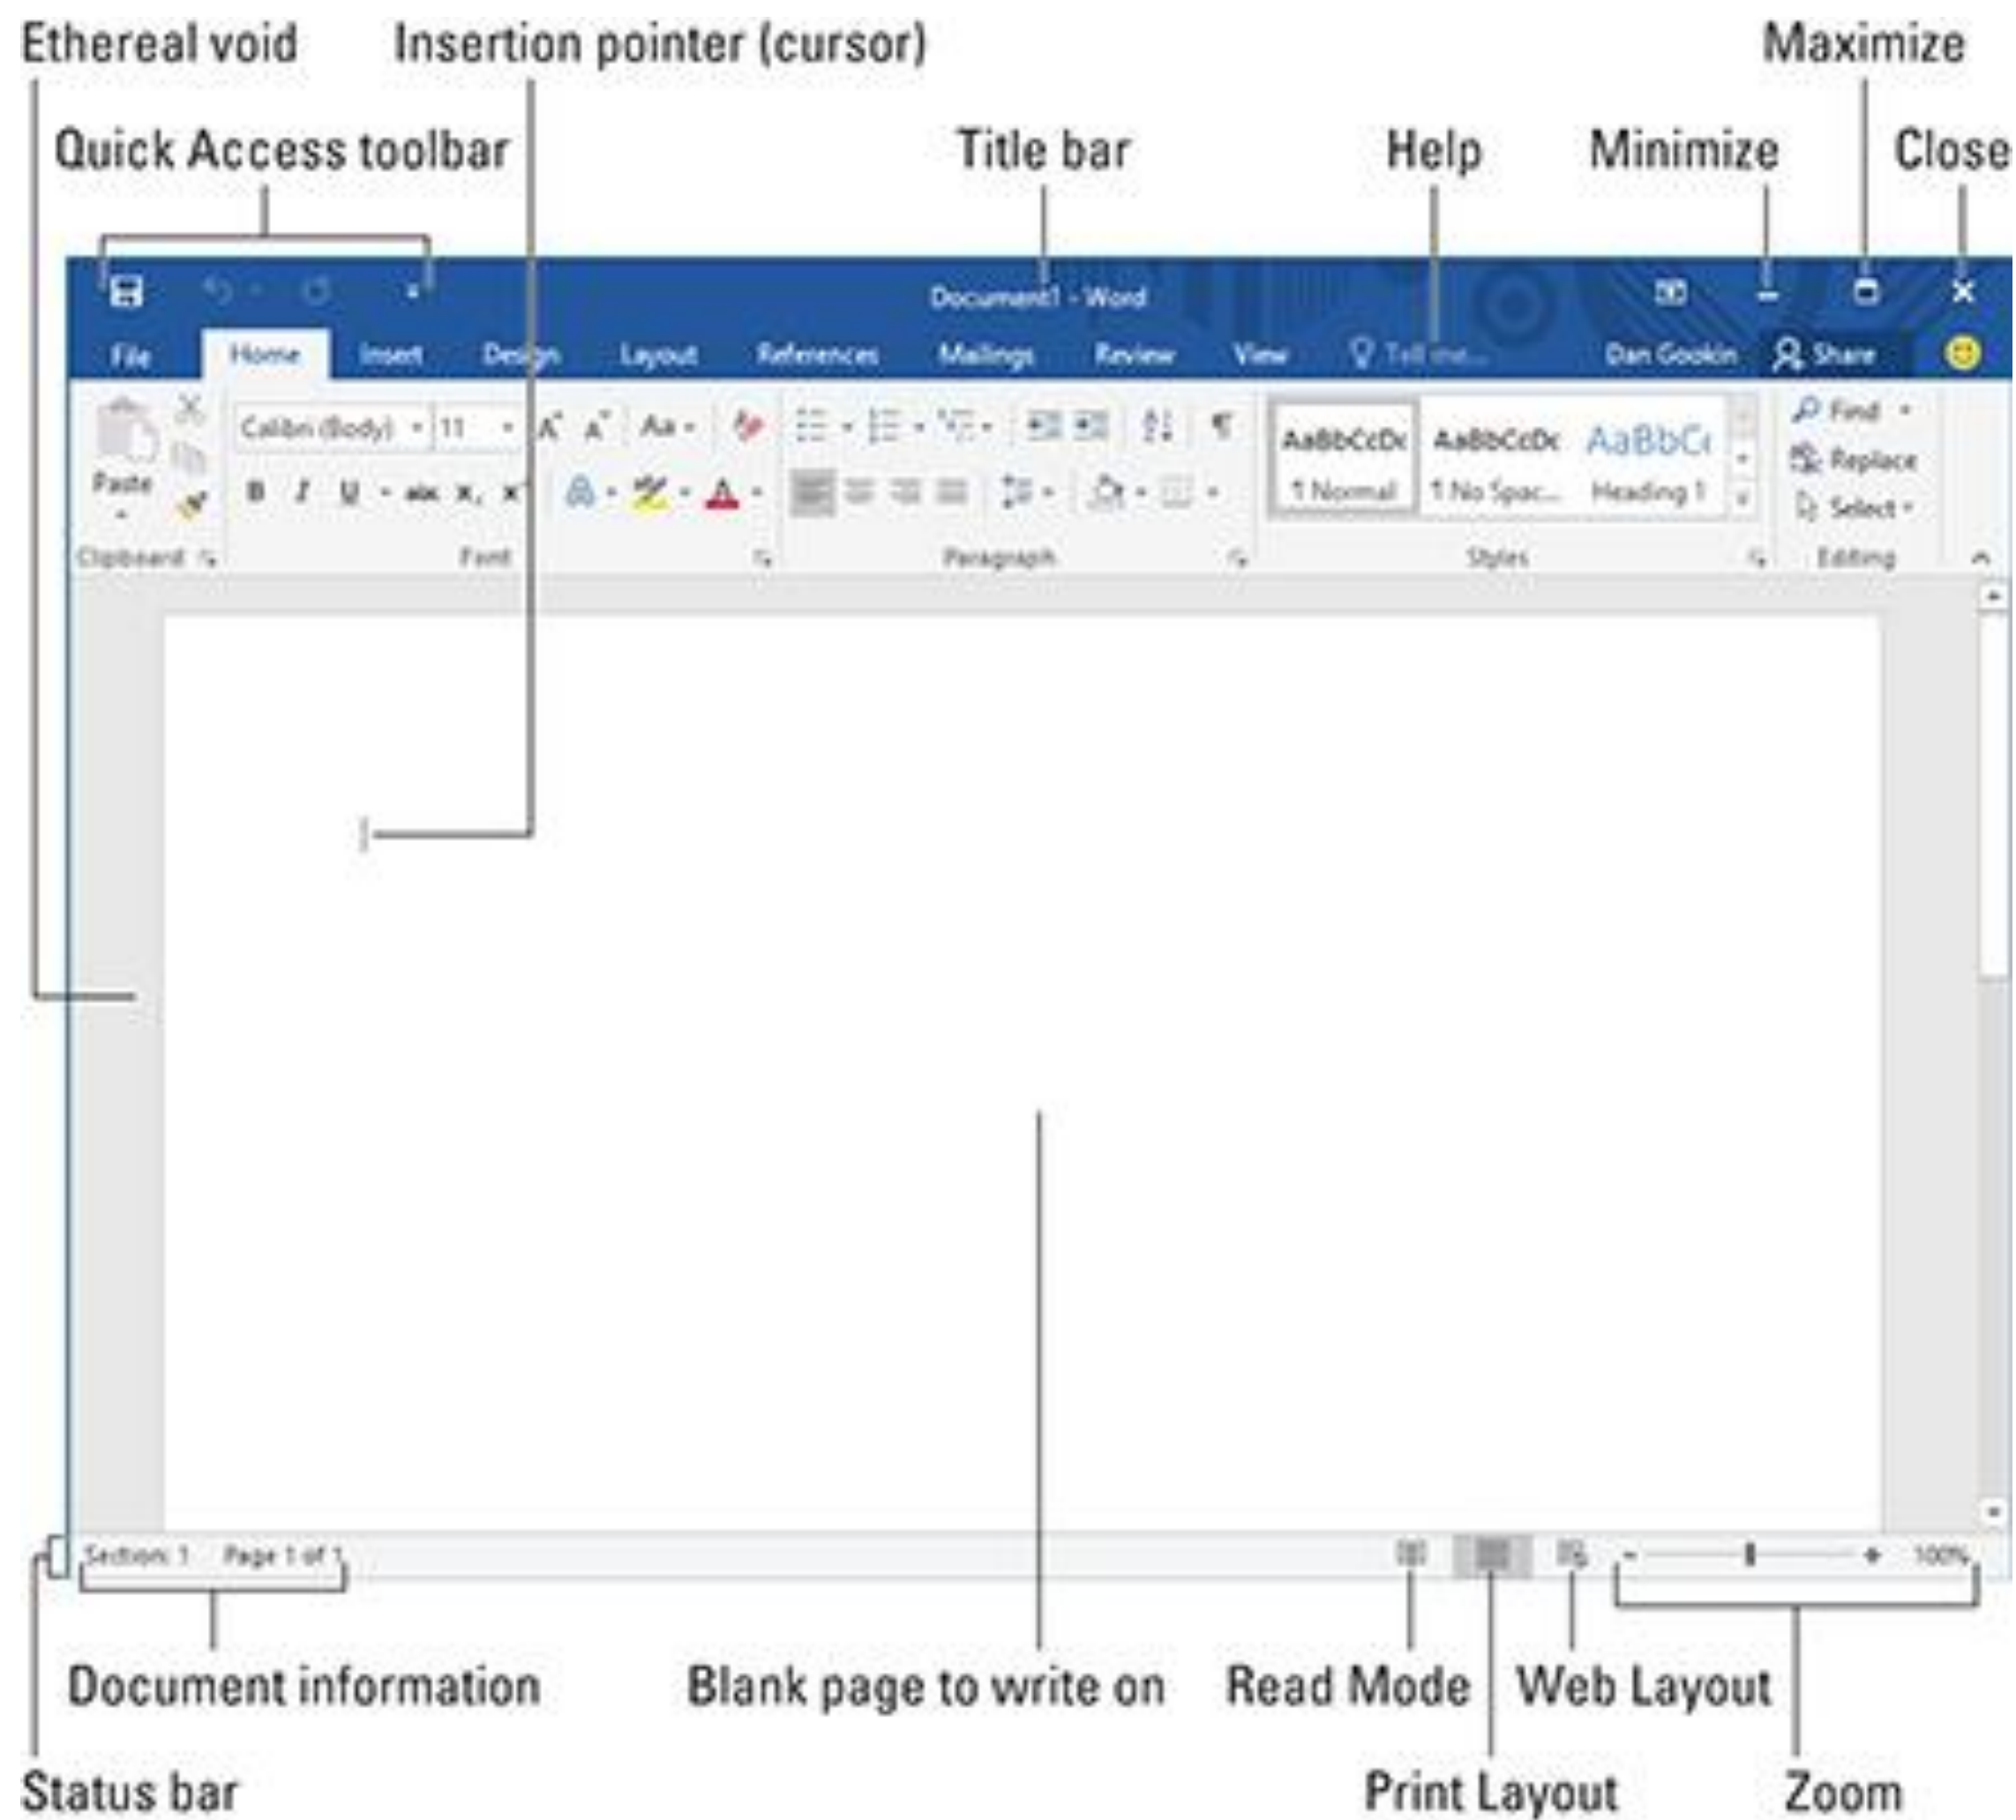 Ethereal void Insertion pointer (cursor) Maximize
Quick Access toolbar Title bar Help Minimize Close
Document1 - Word
File Home Insert Design Layout References Mailings Review View Tell me... Dan Gookin Share
Calibri (Body) 11 A A Aa AaBbCcDc AaBbCcDc AaBbCc Find
Replace
Paste B I U abc X, X A A ¶ Normal ¶ No Spac... Heading 1 Select
Clipboard Font Paragraph Styles Editing
Section: 1 Page 1 of 1 100%
Document information Blank page to write on Read Mode Web Layout
Status bar Print Layout Zoom